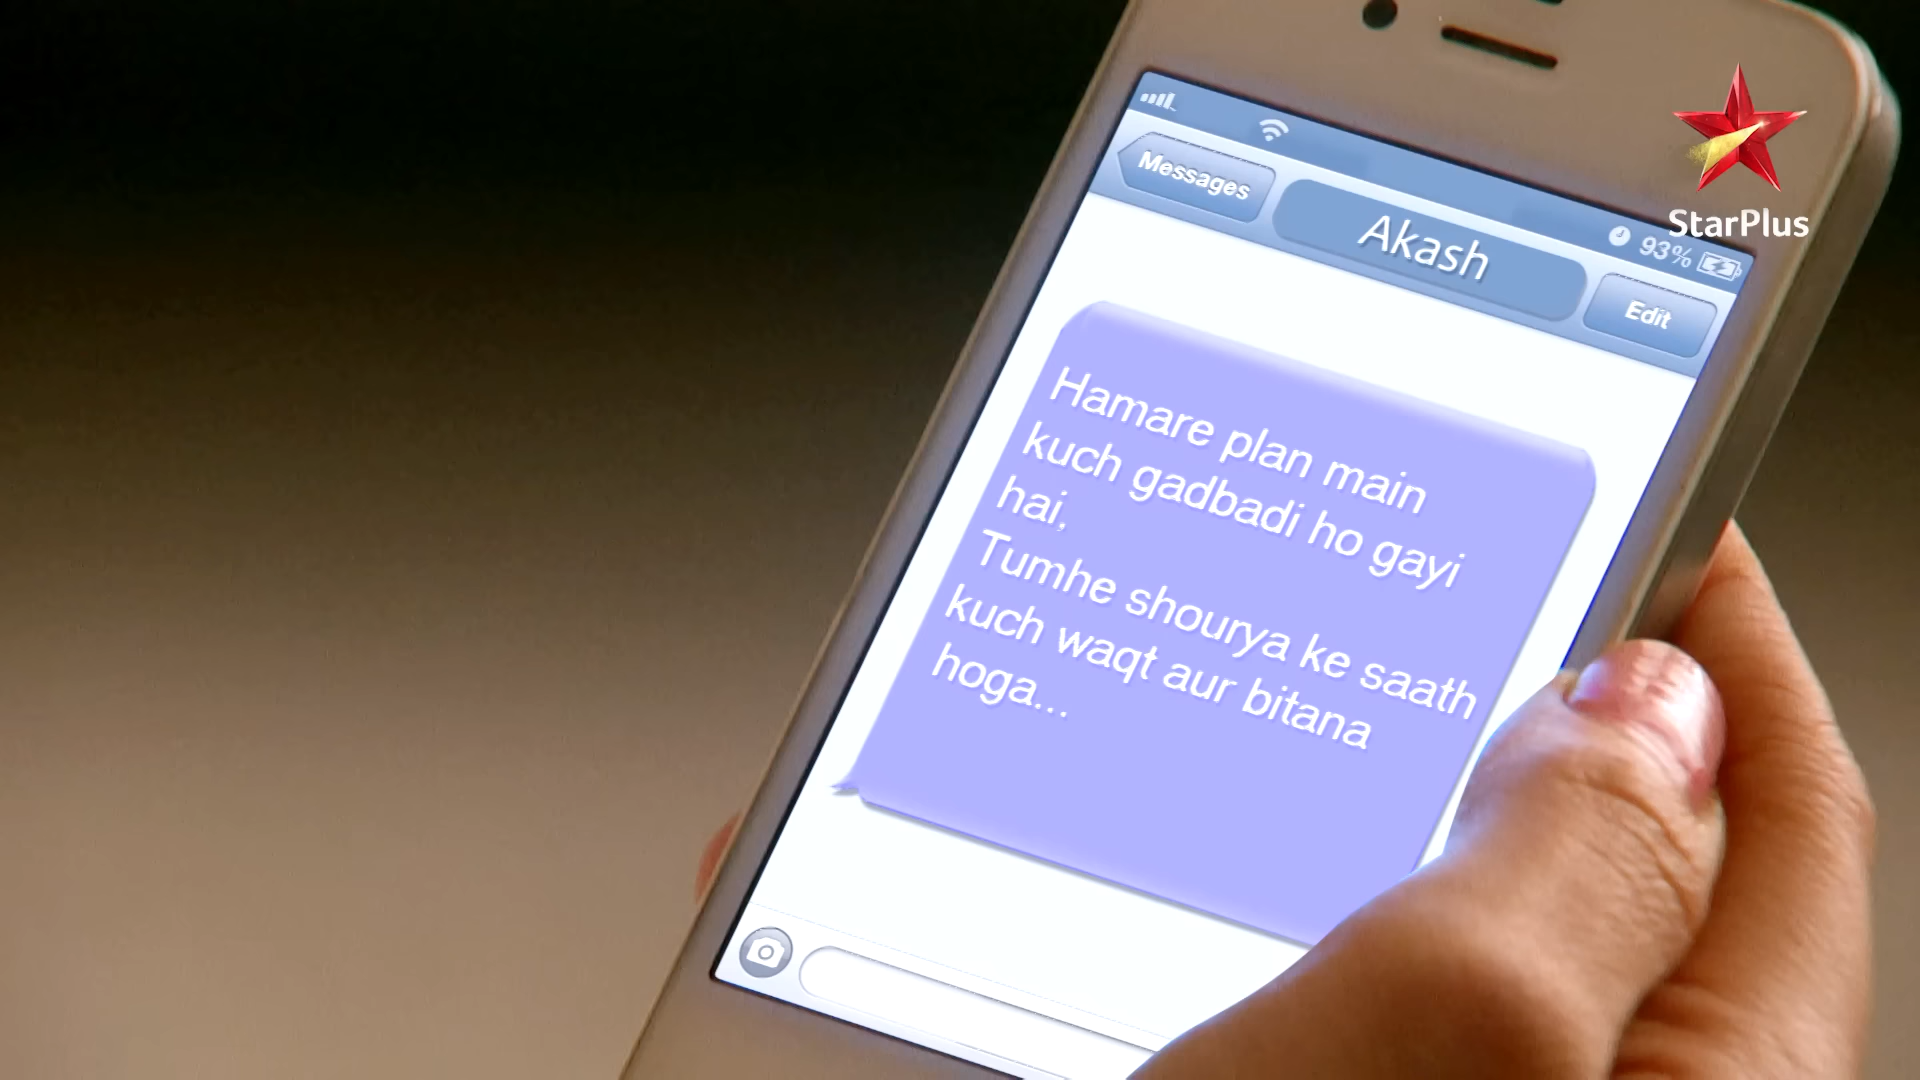 StarPlus
93%
Messages
Akash
Edit
Hamare plan main
kuch gadbadi ho gayi
hai,
Tumhe shourya ke saath
kuch waqt aur bitana
hoga...